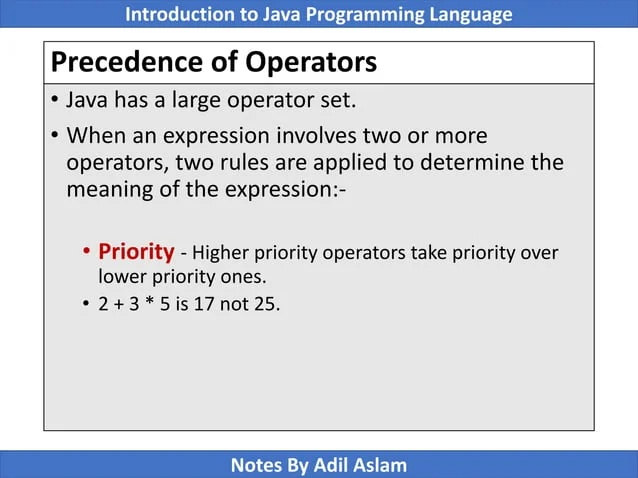 Introduction to Java Programming Language
Precedence of Operators
• Java has a large operator set.
• When an expression involves two or more
operators, two rules are applied to determine the
meaning of the expression:-
• Priority - Higher priority operators take priority over
lower priority ones.
• 2 + 3 * 5 is 17 not 25.
Notes By Adil Aslam